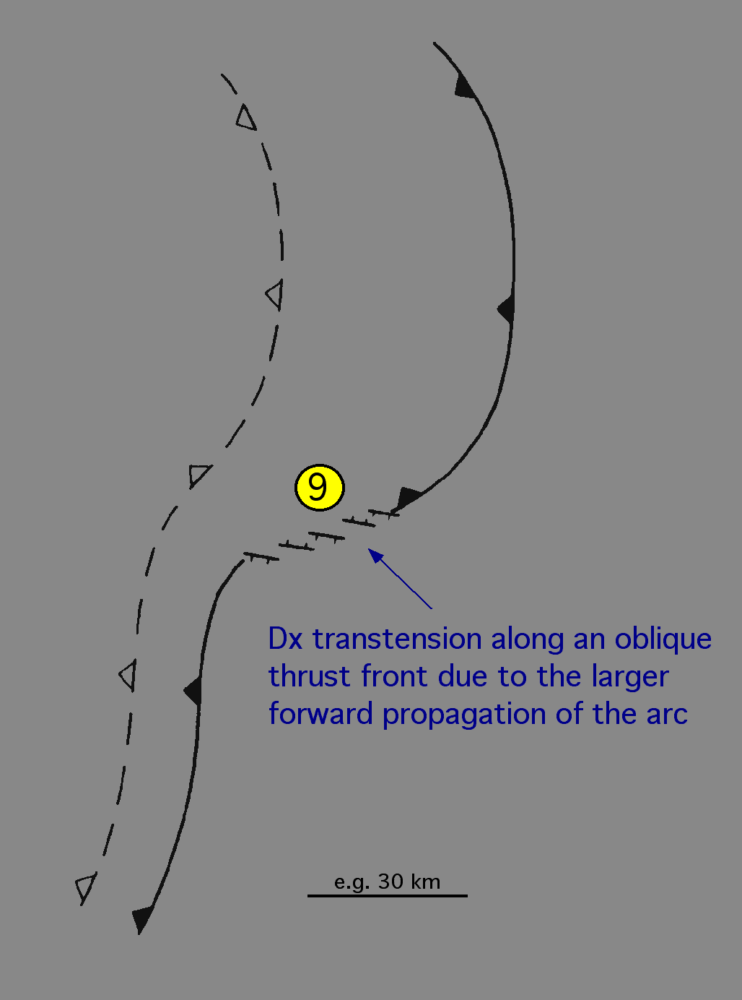 9
Dx transtension along an oblique
thrust front due to the larger
forward propagation of the arc
e.g. 30 km